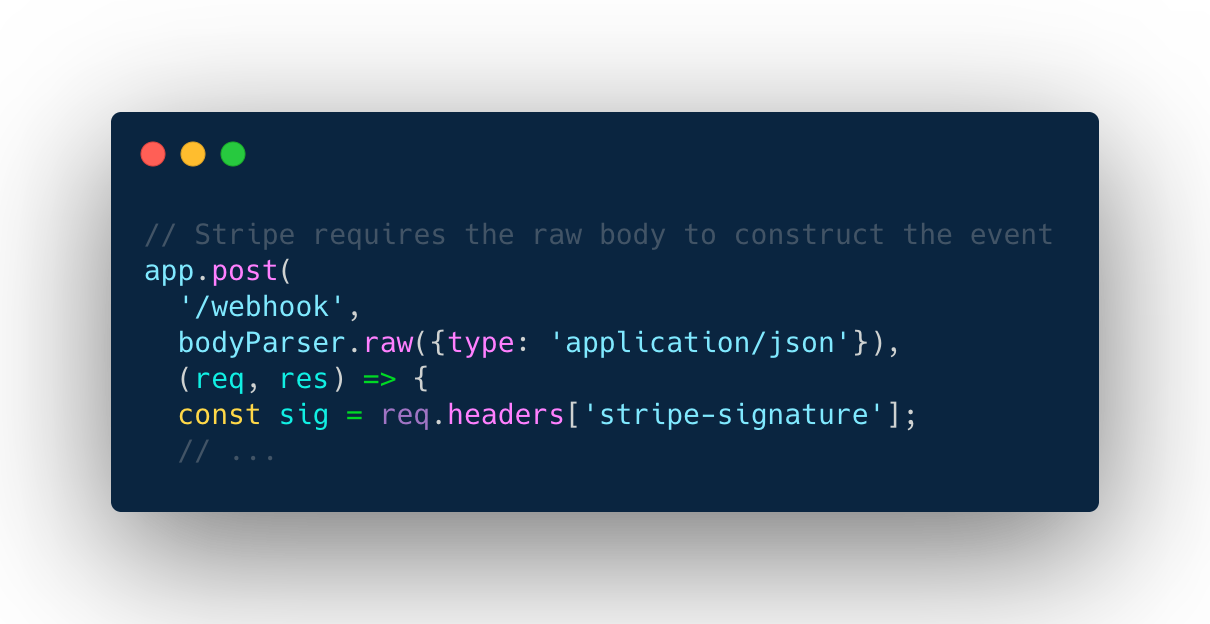 // Stripe requires the raw body to construct the event
app.post(
  '/webhook',
  bodyParser.raw({type: 'application/json'}),
  (req, res) => {
  const sig = req.headers['stripe-signature'];
  // ...